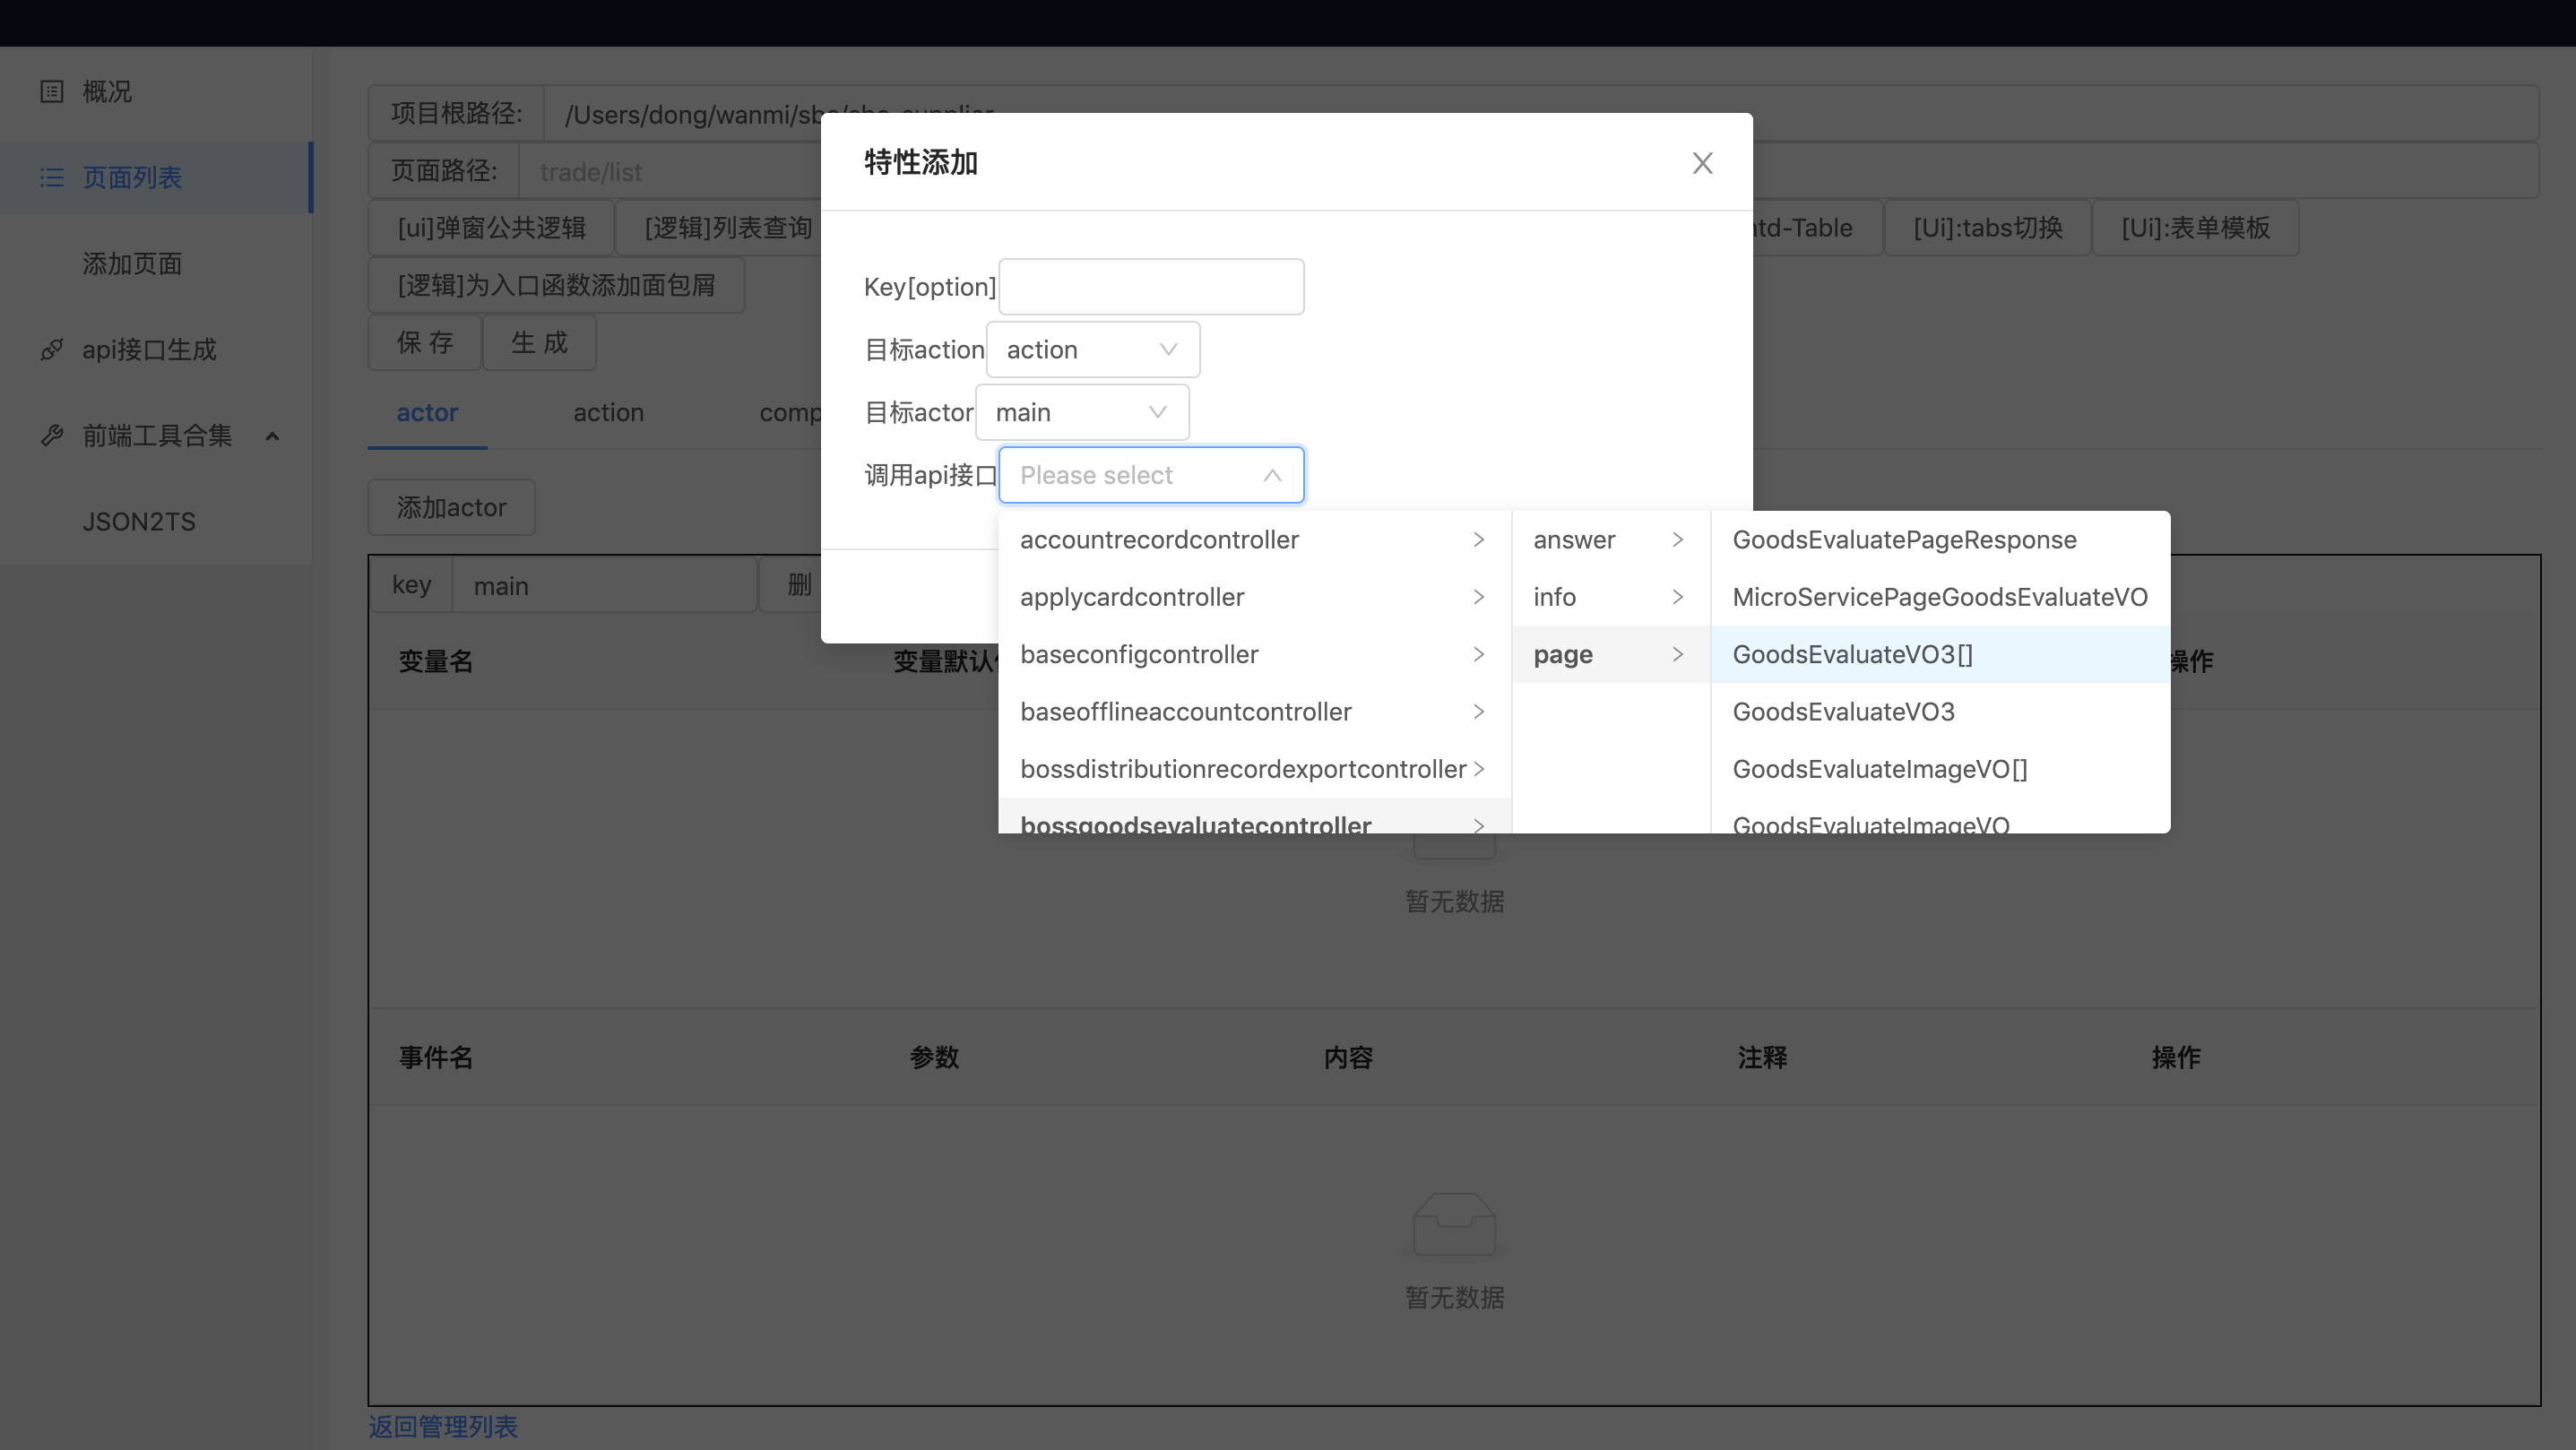 概况
页面列表
添加页面
api接口生成
前端工具合集
JSON2TS
项目根路径: /Users/dong/wanmi/sbc/sbc-supplier
页面路径: trade/list
[ui]弹窗公共逻辑 [逻辑]列表查询 ntd-Table [Ui]:tabs切换 [Ui]:表单模板
[逻辑]为入口函数添加面包屑
保 存 生 成
actor action comp
添加actor
key main 删
变量名 变量默认 操作
暂无数据
事件名 参数 内容 注释 操作
暂无数据
返回管理列表
特性添加
Key[option]
目标action action
目标actor main
调用api接口 Please select
accountrecordcontroller
applycardcontroller
baseconfigcontroller
baseofflineaccountcontroller
bossdistributionrecordexportcontroller
bossgoodsevaluatecontroller
answer
info
page
GoodsEvaluatePageResponse
MicroServicePageGoodsEvaluateVO
GoodsEvaluateVO3[]
GoodsEvaluateVO3
GoodsEvaluateImageVO[]
GoodsEvaluateImageVO